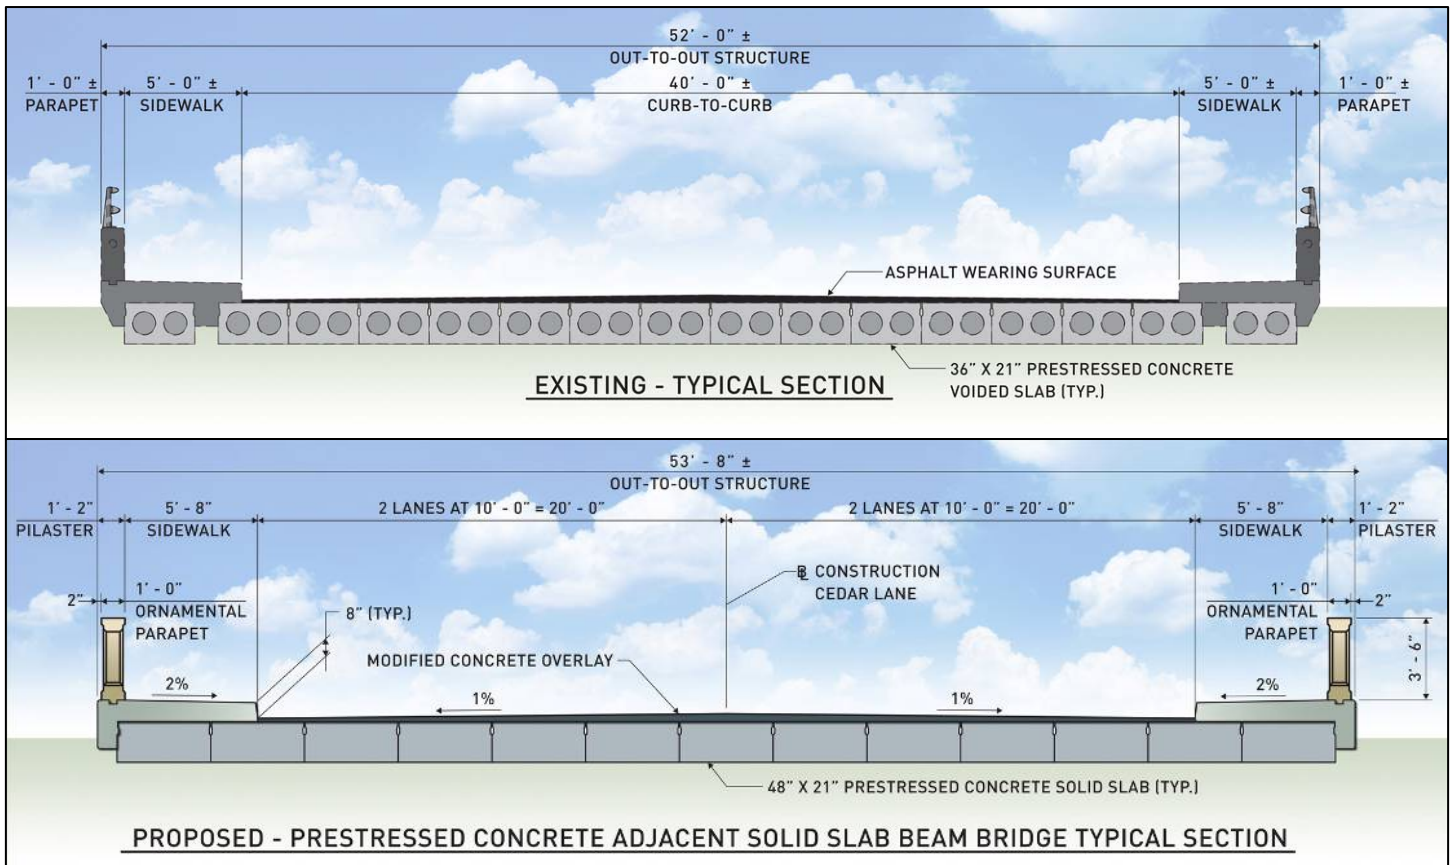 52' - 0" ±
OUT-TO-OUT STRUCTURE
1' - 0" ±
PARAPET
5' - 0" ±
SIDEWALK
40' - 0" ±
CURB-TO-CURB
5' - 0" ±
SIDEWALK
1' - 0" ±
PARAPET
ASPHALT WEARING SURFACE
36" X 21" PRESTRESSED CONCRETE
VOIDED SLAB (TYP.)
EXISTING - TYPICAL SECTION
53' - 8" ±
OUT-TO-OUT STRUCTURE
1' - 2"
PILASTER
5' - 8"
SIDEWALK
2 LANES AT 10' - 0" = 20' - 0"
2 LANES AT 10' - 0" = 20' - 0"
5' - 8"
SIDEWALK
1' - 2"
PILASTER
2"
1' - 0"
ORNAMENTAL
PARAPET
8" (TYP.)
BL CONSTRUCTION
CEDAR LANE
1' - 0"
ORNAMENTAL
PARAPET
2"
3' - 6"
MODIFIED CONCRETE OVERLAY
2%
1%
1%
2%
48" X 21" PRESTRESSED CONCRETE SOLID SLAB (TYP.)
PROPOSED - PRESTRESSED CONCRETE ADJACENT SOLID SLAB BEAM BRIDGE TYPICAL SECTION